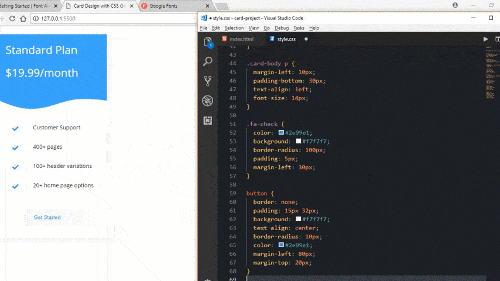 Getting Started | Font A
Card Design with CSS G
Google Fonts
style.css - card-project - Visual Studio Code
127.0.0.1:5500
File Edit Selection View Go Debug Tasks Help
index.html
style.css
Standard Plan
$19.99/month
Customer Support
400+ pages
100+ header variations
20+ home page options
Get Started
42 }
43
44 .card-body p {
45 margin-left: 10px;
46 padding-bottom: 30px;
47 text-align: left;
48 font-size: 14px;
49 }
50
51 .fa-check {
52 color: #2e99e1;
53 background: #f7f7f7;
54 border-radius: 100px;
55 padding: 5px;
56 margin-left: 30px;
57 }
58
59 button {
60 border: none;
61 padding: 15px 32px;
62 background: #f7f7f7;
63 text-align: center;
64 border-radius: 10px;
65 color: #2e99e1;
66 margin-left: 80px;
67 margin-top: 20px;
68 }
69